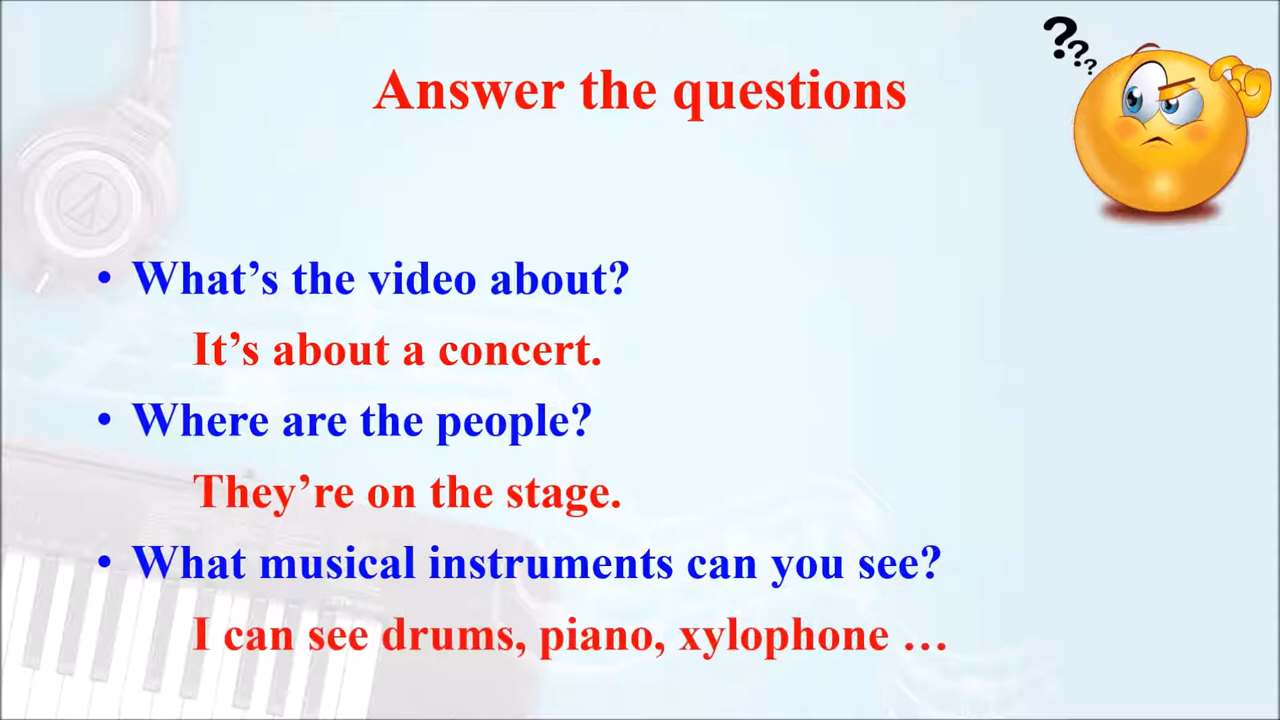 ???
Answer the questions
• What’s the video about?
It’s about a concert.
• Where are the people?
They’re on the stage.
• What musical instruments can you see?
I can see drums, piano, xylophone …